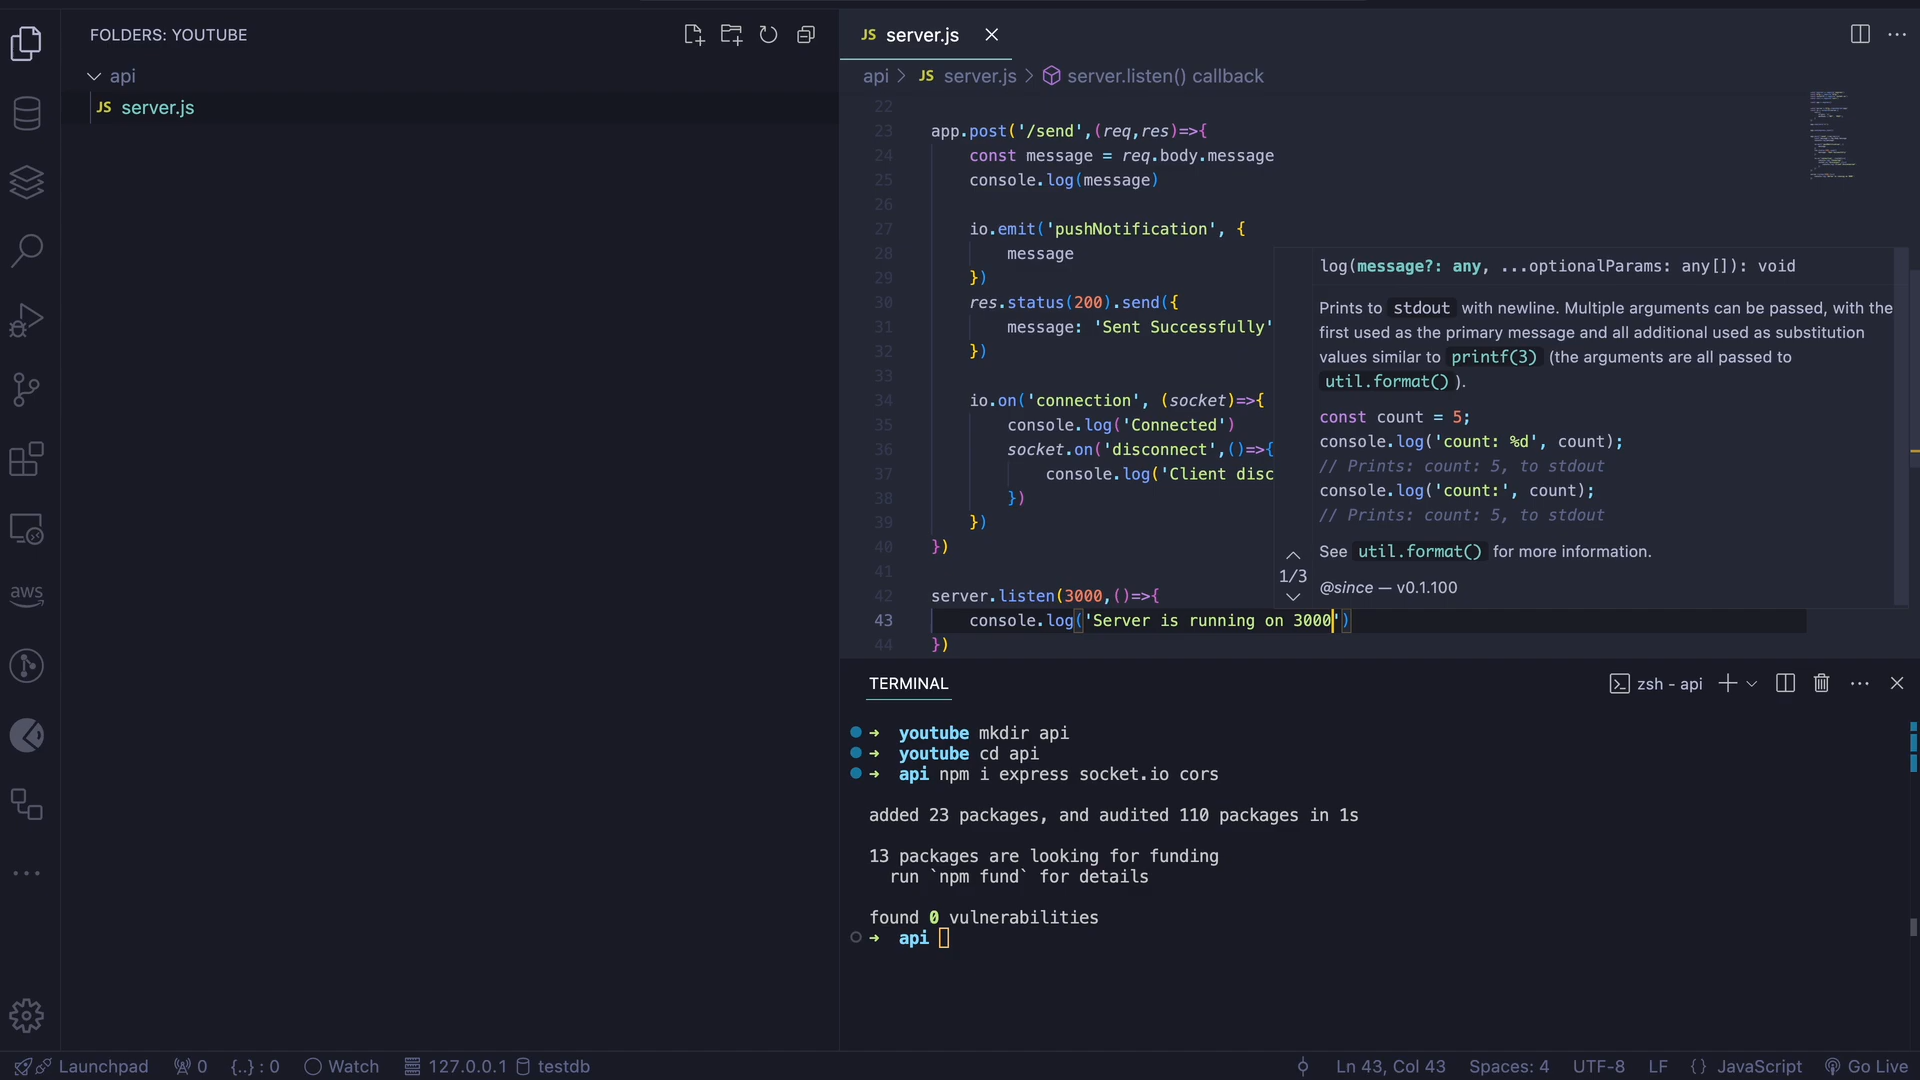 FOLDERS: YOUTUBE
api
JS server.js
JS server.js
api > JS server.js > server.listen() callback
22
23 app.post('/send',(req,res)=>{
24 const message = req.body.message
25 console.log(message)
26
27 io.emit('pushNotification', {
28 message
29 })
30 res.status(200).send({
31 message: 'Sent Successfully'
32 })
33
34 io.on('connection', (socket)=>{
35 console.log('Connected')
36 socket.on('disconnect',()=>{
37 console.log('Client disc
38 })
39 })
40 })
41
42 server.listen(3000,()=>{
43 console.log('Server is running on 3000')
44 })
log(message?: any, ...optionalParams: any[]): void
Prints to stdout with newline. Multiple arguments can be passed, with the
first used as the primary message and all additional used as substitution
values similar to printf(3) (the arguments are all passed to
util.format() ).
const count = 5;
console.log('count: %d', count);
// Prints: count: 5, to stdout
console.log('count:', count);
// Prints: count: 5, to stdout
See util.format() for more information.
1/3
@since — v0.1.100
aws
TERMINAL
zsh - api
youtube mkdir api
youtube cd api
api npm i express socket.io cors
added 23 packages, and audited 110 packages in 1s
13 packages are looking for funding
run `npm fund` for details
found 0 vulnerabilities
api
Launchpad 0 {..} : 0 Watch 127.0.0.1 testdb Ln 43, Col 43 Spaces: 4 UTF-8 LF {} JavaScript Go Live